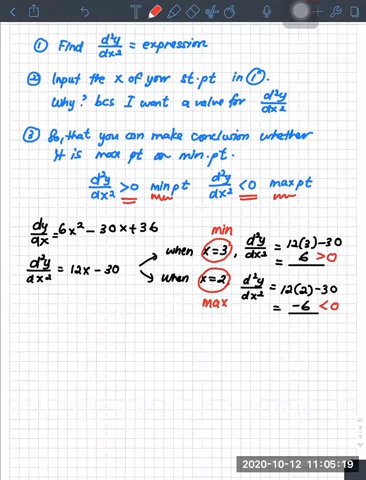 ① Find d²y/dx² = expression
② Input the x of your st.pt in ①.
Why? bcs I want a value for d²y/dx²
③ So, that you can make conclusion whether
it is max pt or min.pt.
d²y/dx² >0 min pt d²y/dx² <0 max pt
dy/dx = 6x² - 30x + 36
min
when x=3, d²y/dx² = 12(3) - 30
= 6 >0
d²y/dx² = 12x - 30
when x=2, d²y/dx² = 12(2) - 30
= -6 <0
max
2020-10-12 11:05:19